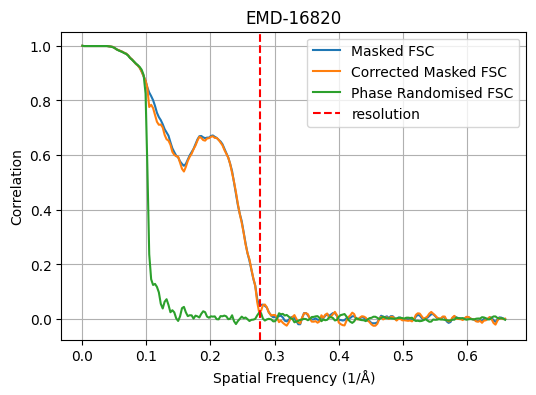 EMD-16820
Masked FSC
Corrected Masked FSC
Phase Randomised FSC
resolution
Correlation
1.0
0.8
0.6
0.4
0.2
0.0
0.0 0.1 0.2 0.3 0.4 0.5 0.6
Spatial Frequency (1/Å)